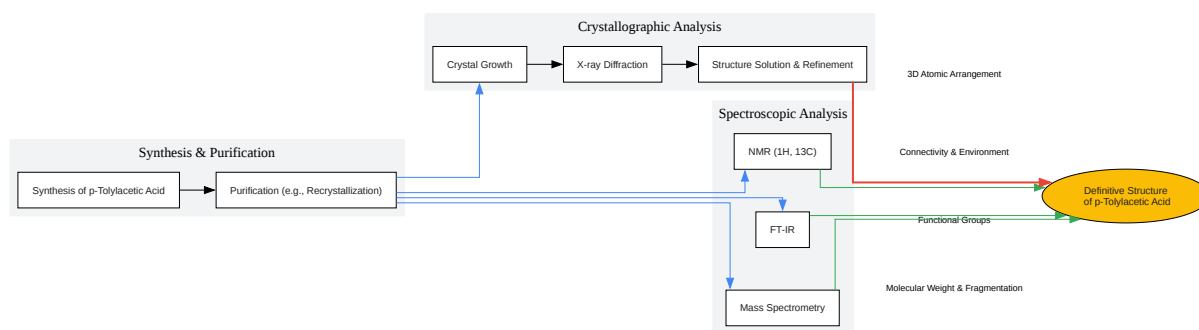 Crystallographic Analysis
Crystal Growth
X-ray Diffraction
Structure Solution & Refinement
3D Atomic Arrangement
Spectroscopic Analysis
NMR (1H, 13C)
Connectivity & Environment
Synthesis & Purification
Synthesis of p-Tolylacetic Acid
Purification (e.g., Recrystallization)
Definitive Structure
of p-Tolylacetic Acid
FT-IR
Functional Groups
Mass Spectrometry
Molecular Weight & Fragmentation